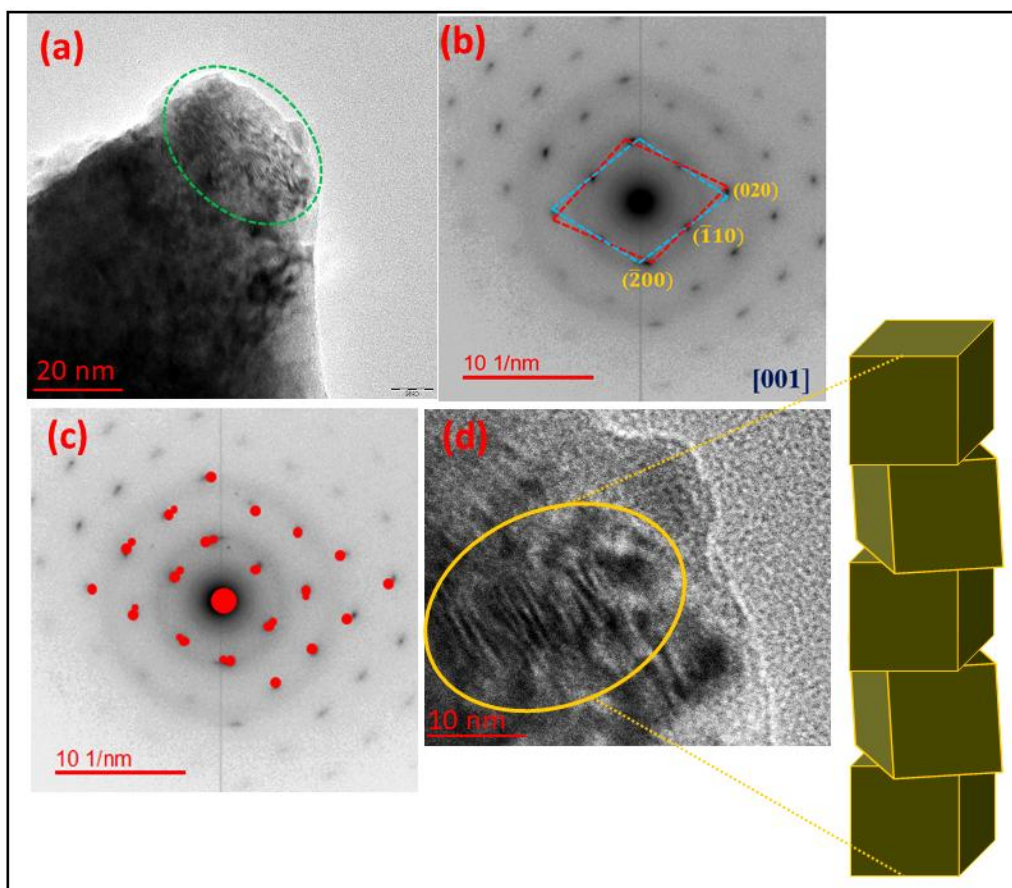 (a)
20 nm
(b)
(020)
(1̅10)
(2̅00)
10 1/nm
[001]
(c)
10 1/nm
(d)
10 nm